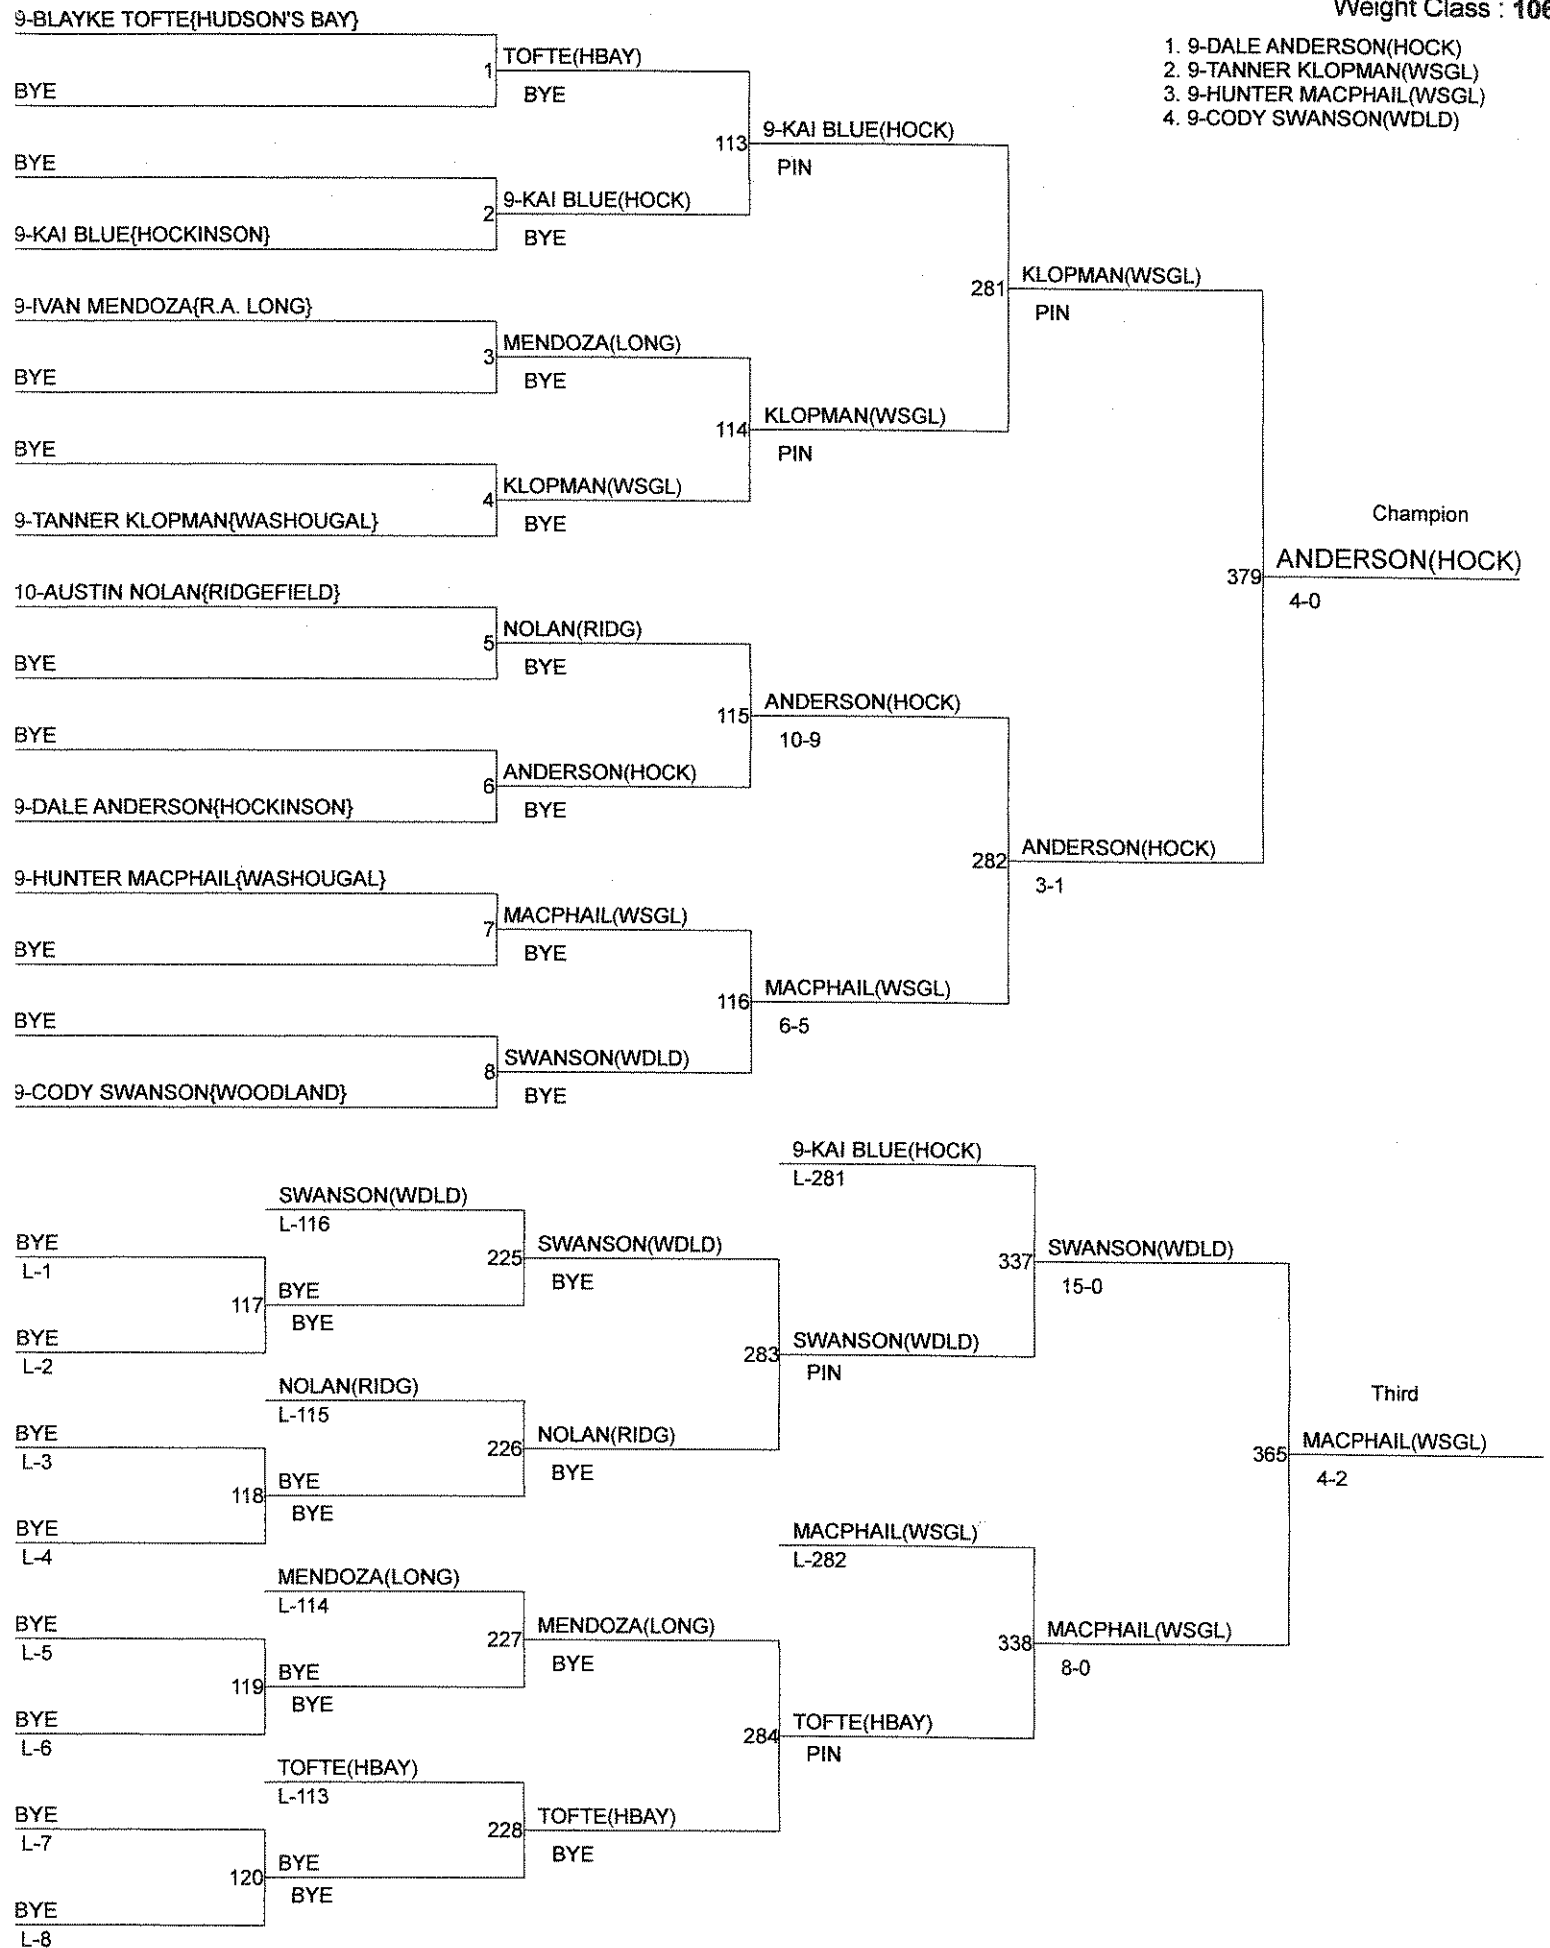 Weight Class : 106
1. 9-DALE ANDERSON(HOCK)
2. 9-TANNER KLOPMAN(WSGL)
3. 9-HUNTER MACPHAIL(WSGL)
4. 9-CODY SWANSON(WDLD)
9-BLAYKE TOFTE{HUDSON'S BAY}
1
TOFTE(HBAY)
BYE
BYE
113
9-KAI BLUE(HOCK)
PIN
BYE
2
9-KAI BLUE(HOCK)
BYE
9-KAI BLUE{HOCKINSON}
281
KLOPMAN(WSGL)
PIN
9-IVAN MENDOZA{R.A. LONG}
3
MENDOZA(LONG)
BYE
BYE
114
KLOPMAN(WSGL)
PIN
BYE
4
KLOPMAN(WSGL)
BYE
9-TANNER KLOPMAN{WASHOUGAL}
Champion
379
ANDERSON(HOCK)
4-0
10-AUSTIN NOLAN{RIDGEFIELD}
5
NOLAN(RIDG)
BYE
BYE
115
ANDERSON(HOCK)
10-9
BYE
6
ANDERSON(HOCK)
BYE
9-DALE ANDERSON{HOCKINSON}
282
ANDERSON(HOCK)
3-1
9-HUNTER MACPHAIL{WASHOUGAL}
7
MACPHAIL(WSGL)
BYE
BYE
116
MACPHAIL(WSGL)
6-5
BYE
8
SWANSON(WDLD)
BYE
9-CODY SWANSON{WOODLAND}
9-KAI BLUE(HOCK)
L-281
SWANSON(WDLD)
L-116
BYE
L-1
225
SWANSON(WDLD)
BYE
337
SWANSON(WDLD)
15-0
117
BYE
BYE
BYE
L-2
283
SWANSON(WDLD)
PIN
NOLAN(RIDG)
L-115
Third
BYE
L-3
226
NOLAN(RIDG)
BYE
365
MACPHAIL(WSGL)
4-2
118
BYE
BYE
BYE
L-4
MACPHAIL(WSGL)
L-282
MENDOZA(LONG)
L-114
BYE
L-5
227
MENDOZA(LONG)
BYE
338
MACPHAIL(WSGL)
8-0
119
BYE
BYE
BYE
L-6
284
TOFTE(HBAY)
PIN
TOFTE(HBAY)
L-113
BYE
L-7
228
TOFTE(HBAY)
BYE
120
BYE
BYE
BYE
L-8